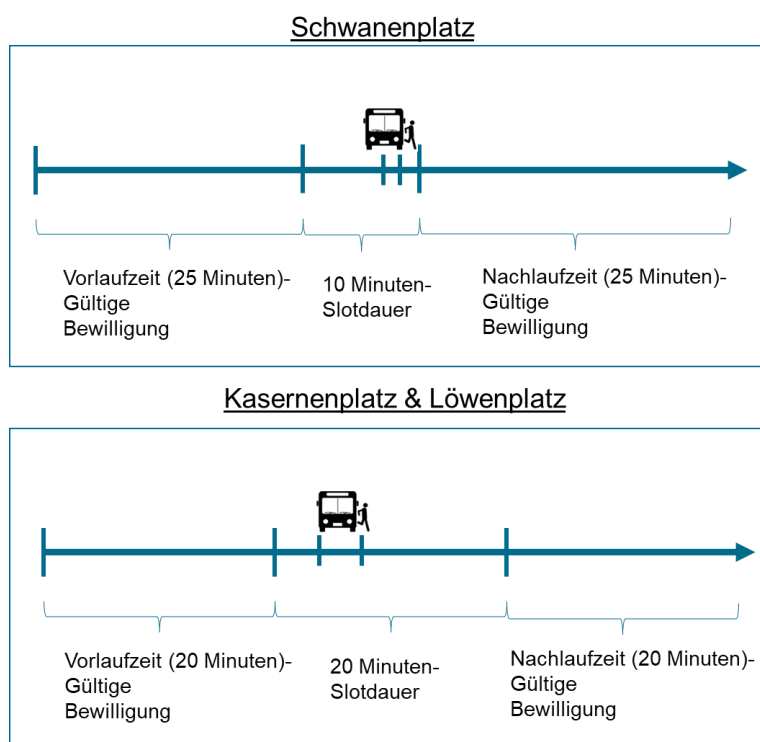 Schwanenplatz
Vorlaufzeit (25 Minuten)-
Gültige
Bewilligung
10 Minuten-
Slotdauer
Nachlaufzeit (25 Minuten)-
Gültige
Bewilligung
Kasernenplatz & Löwenplatz
Vorlaufzeit (20 Minuten)-
Gültige
Bewilligung
20 Minuten-
Slotdauer
Nachlaufzeit (20 Minuten)-
Gültige
Bewilligung